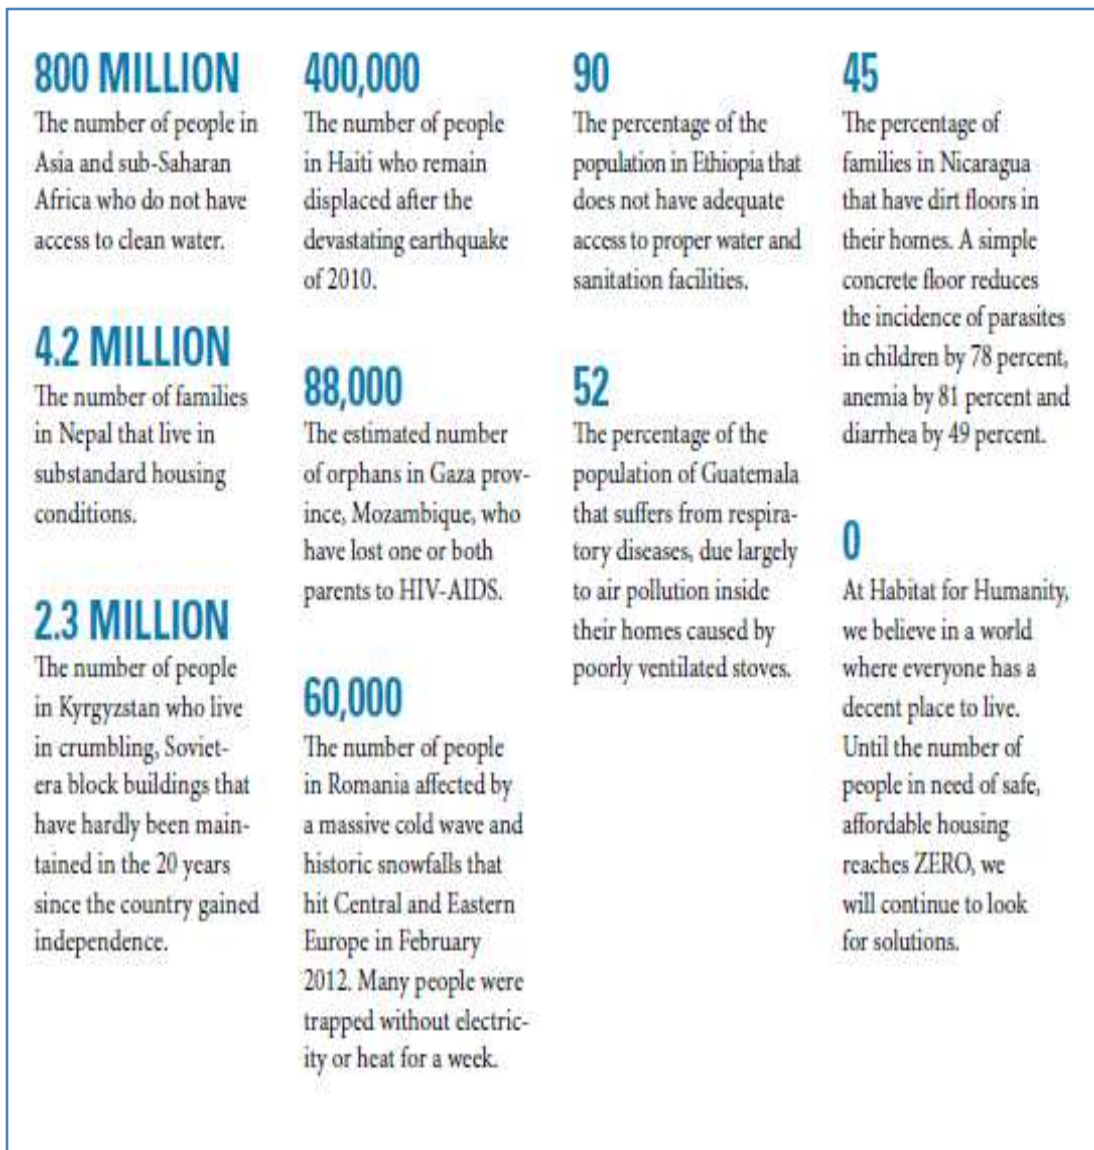 800 MILLION
The number of people in
Asia and sub-Saharan
Africa who do not have
access to clean water.
4.2 MILLION
The number of families
in Nepal that live in
substandard housing
conditions.
2.3 MILLION
The number of people
in Kyrgyzstan who live
in crumbling, Soviet-
era block buildings that
have hardly been main-
tained in the 20 years
since the country gained
independence.
400,000
The number of people
in Haiti who remain
displaced after the
devastating earthquake
of 2010.
88,000
The estimated number
of orphans in Gaza prov-
ince, Mozambique, who
have lost one or both
parents to HIV-AIDS.
60,000
The number of people
in Romania affected by
a massive cold wave and
historic snowfalls that
hit Central and Eastern
Europe in February
2012. Many people were
trapped without electric-
ity or heat for a week.
90
The percentage of the
population in Ethiopia that
does not have adequate
access to proper water and
sanitation facilities.
52
The percentage of the
population of Guatemala
that suffers from respira-
tory diseases, due largely
to air pollution inside
their homes caused by
poorly ventilated stoves.
45
The percentage of
families in Nicaragua
that have dirt floors in
their homes. A simple
concrete floor reduces
the incidence of parasites
in children by 78 percent,
anemia by 81 percent and
diarrhea by 49 percent.
0
At Habitat for Humanity,
we believe in a world
where everyone has a
decent place to live.
Until the number of
people in need of safe,
affordable housing
reaches ZERO, we
will continue to look
for solutions.